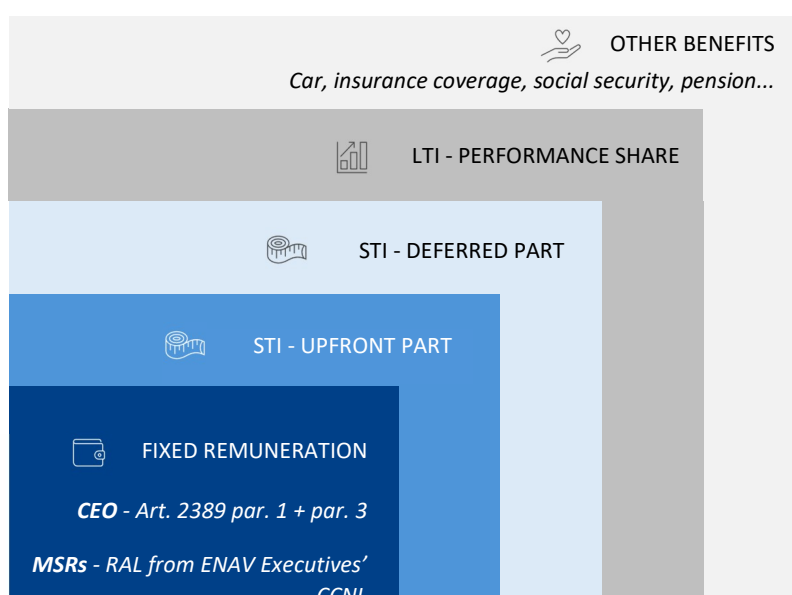 OTHER BENEFITS
Car, insurance coverage, social security, pension...
LTI - PERFORMANCE SHARE
STI - DEFERRED PART
STI - UPFRONT PART
FIXED REMUNERATION
CEO - Art. 2389 par. 1 + par. 3
MSRs - RAL from ENAV Executives’
CCNL